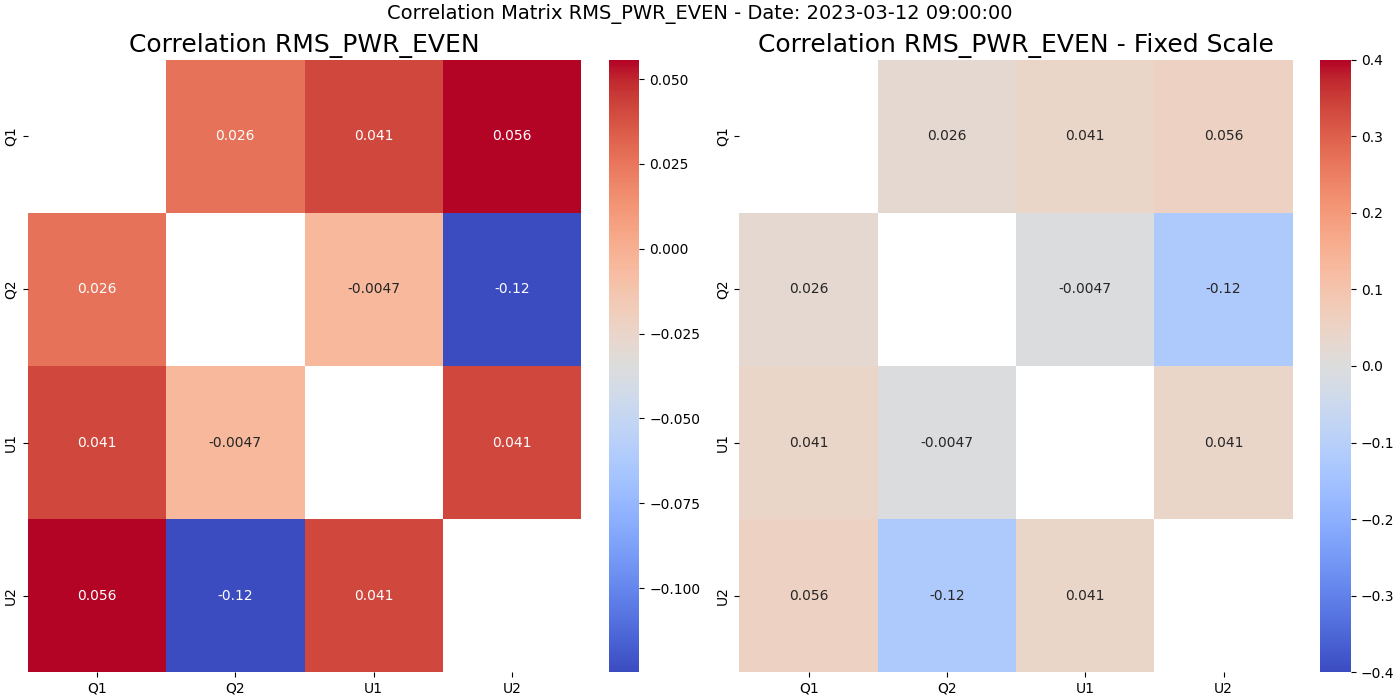 Correlation Matrix RMS_PWR_EVEN - Date: 2023-03-12 09:00:00
Correlation RMS_PWR_EVEN
Q1
0.026
0.041
0.056
Q2
0.026
-0.0047
-0.12
U1
0.041
-0.0047
0.041
U2
0.056
-0.12
0.041
Q1
Q2
U1
U2
0.050
0.025
0.000
−0.025
−0.050
−0.075
−0.100
Correlation RMS_PWR_EVEN - Fixed Scale
Q1
0.026
0.041
0.056
Q2
0.026
-0.0047
-0.12
U1
0.041
-0.0047
0.041
U2
0.056
-0.12
0.041
Q1
Q2
U1
U2
0.4
0.3
0.2
0.1
0.0
−0.1
−0.2
−0.3
−0.4